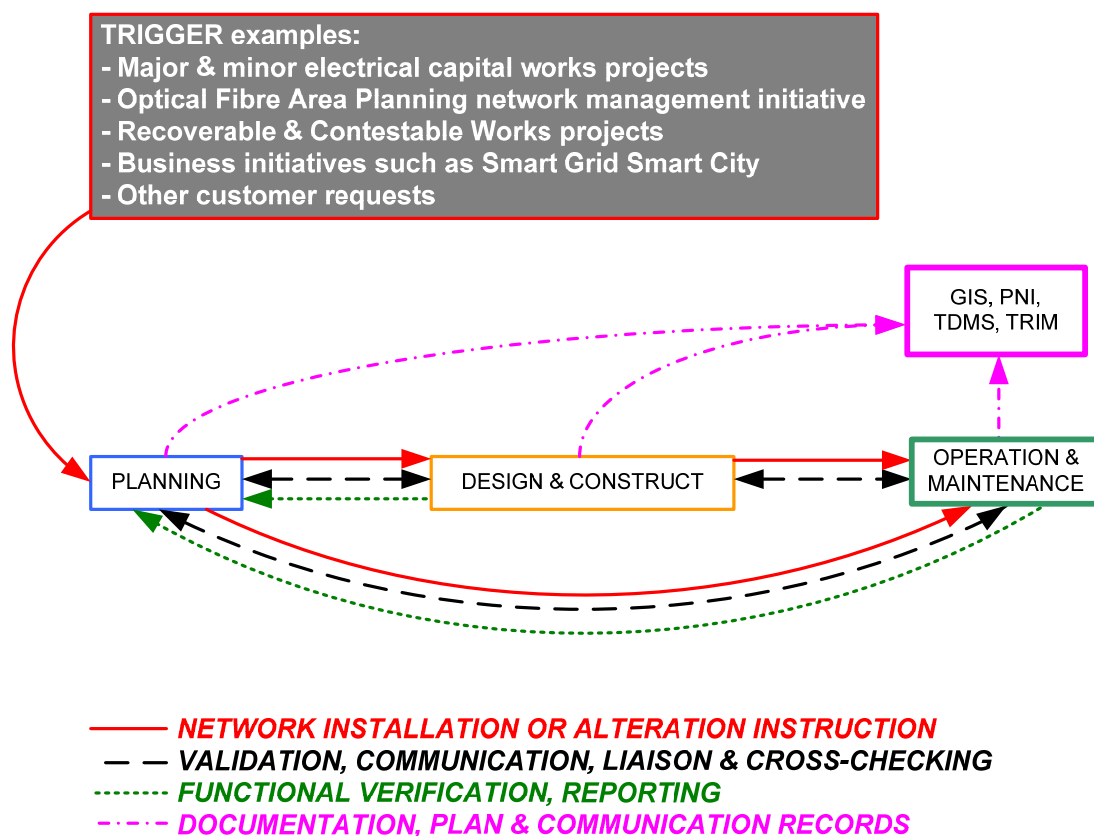 TRIGGER examples:
- Major & minor electrical capital works projects
- Optical Fibre Area Planning network management initiative
- Recoverable & Contestable Works projects
- Business initiatives such as Smart Grid Smart City
- Other customer requests
GIS, PNI,
TDMS, TRIM
PLANNING
DESIGN & CONSTRUCT
OPERATION &
MAINTENANCE
NETWORK INSTALLATION OR ALTERATION INSTRUCTION
VALIDATION, COMMUNICATION, LIAISON & CROSS-CHECKING
FUNCTIONAL VERIFICATION, REPORTING
DOCUMENTATION, PLAN & COMMUNICATION RECORDS